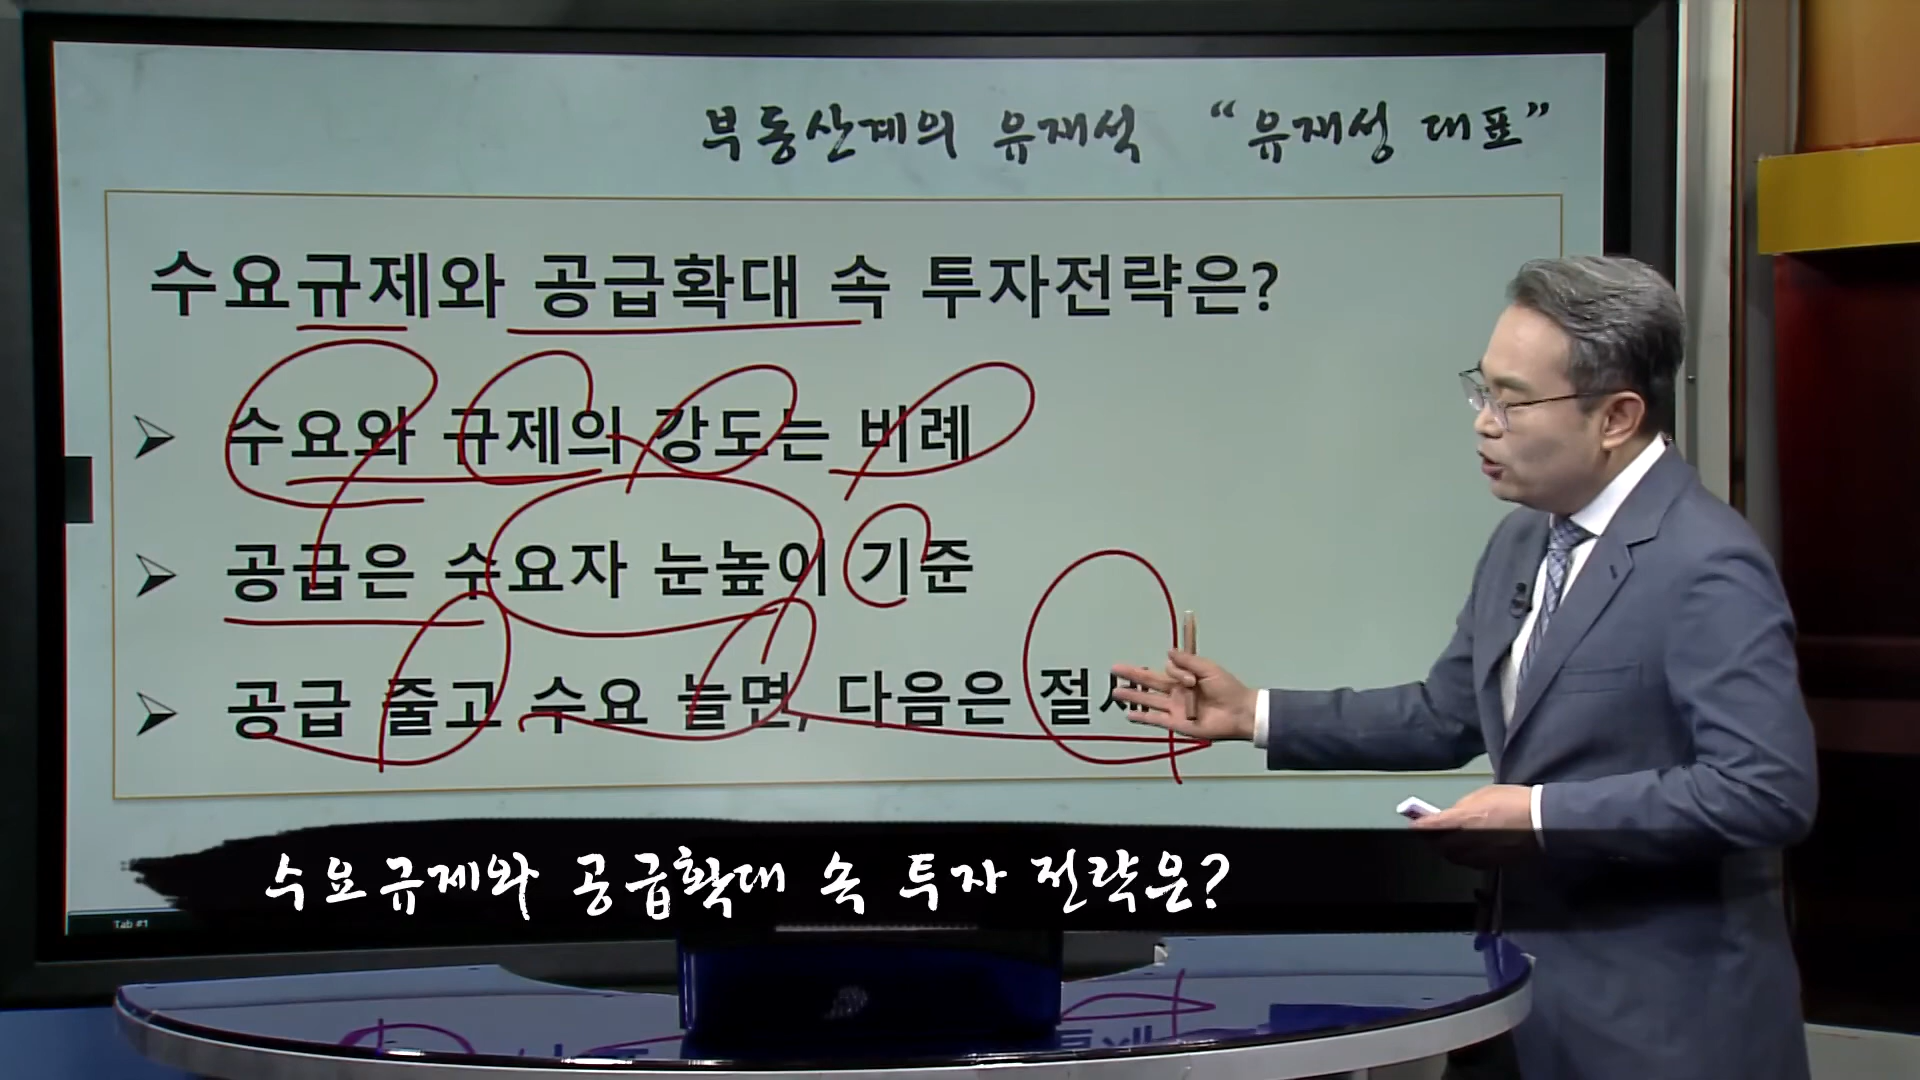 부동산계의 유재석 “유재성 대표”
수요규제와 공급확대 속 투자전략은?
➢ 수요와 규제의 강도는 비례
➢ 공급은 수요자 눈높이 기준
➢ 공급 줄고 수요 늘면, 다음은 절세
수요규제와 공급확대 속 투자 전략은?
Tab #1